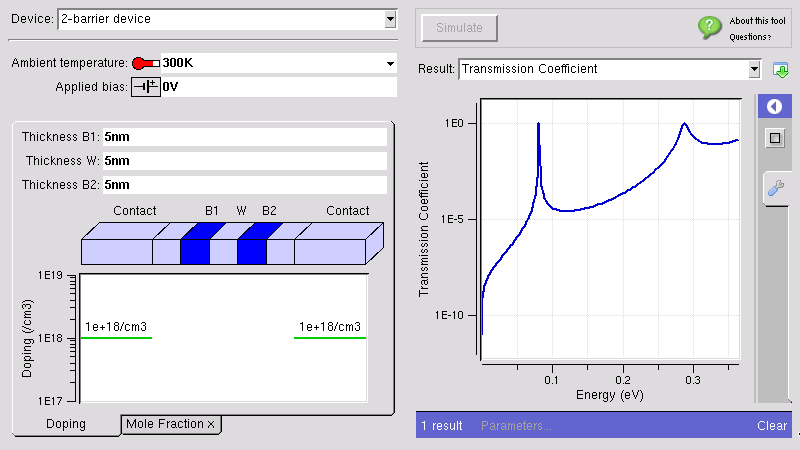 Device: 2-barrier device
Ambient temperature: 300K
Applied bias: 0V
Thickness B1: 5nm
Thickness W: 5nm
Thickness B2: 5nm
Contact B1 W B2 Contact
1E19
1E18
1E17
Doping (/cm3)
1e+18/cm3 1e+18/cm3
Doping Mole Fraction x
Simulate
? About this tool
Questions?
Result: Transmission Coefficient
1E0
1E-5
1E-10
Transmission Coefficient
0.1 0.2 0.3
Energy (eV)
1 result Parameters... Clear